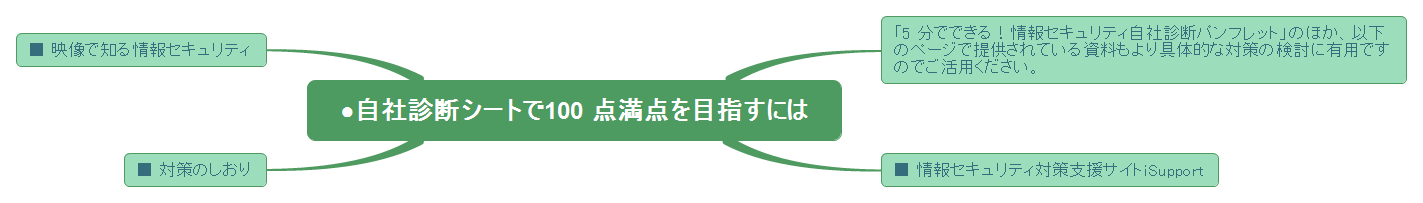 ●自社診断シートで100 点満点を目指すには
「5 分でできる！情報セキュリティ自社診断パンフレット」のほか、以下
のページで提供されている資料もより具体的な対策の検討に有用です
のでご活用ください。
■ 情報セキュリティ対策支援サイトiSupport
■ 映像で知る情報セキュリティ
■ 対策のしおり